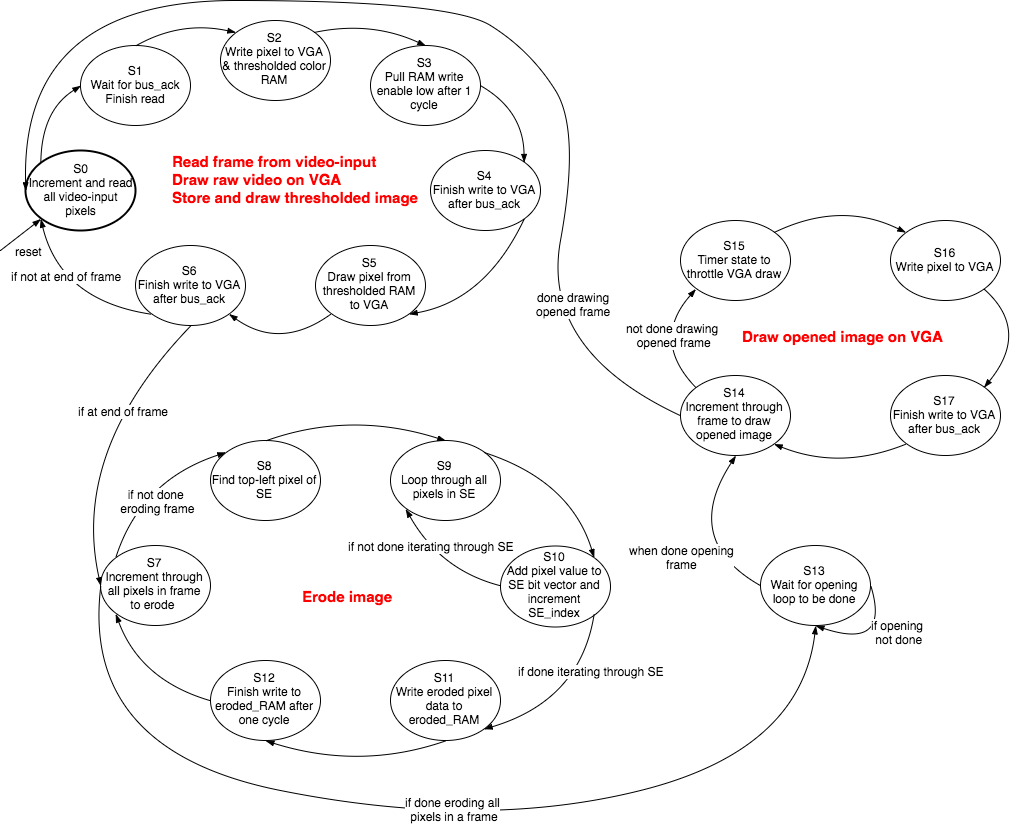 S2
Write pixel to VGA
& thresholded color
RAM
S1
Wait for bus_ack
Finish read
S3
Pull RAM write
enable low after 1
cycle
S0
Increment and read
all video-input
pixels
Read frame from video-input
Draw raw video on VGA
Store and draw thresholded image
S4
Finish write to VGA
after bus_ack
reset
if not at end of frame
S6
Finish write to VGA
after bus_ack
S5
Draw pixel from
thresholded RAM
to VGA
done drawing
opened frame
S15
Timer state to
throttle VGA draw
S16
Write pixel to VGA
not done drawing
opened frame
Draw opened image on VGA
S14
Increment through
frame to draw
opened image
S17
Finish write to VGA
after bus_ack
if at end of frame
S8
Find top-left pixel of
SE
S9
Loop through all
pixels in SE
if not done
eroding frame
if not done iterating through SE
S7
Increment through
all pixels in frame
to erode
Erode image
S10
Add pixel value to
SE bit vector and
increment
SE_index
when done opening
frame
S13
Wait for opening
loop to be done
if opening
not done
if done iterating through SE
S12
Finish write to
eroded_RAM after
one cycle
S11
Write eroded pixel
data to
eroded_RAM
if done eroding all
pixels in a frame